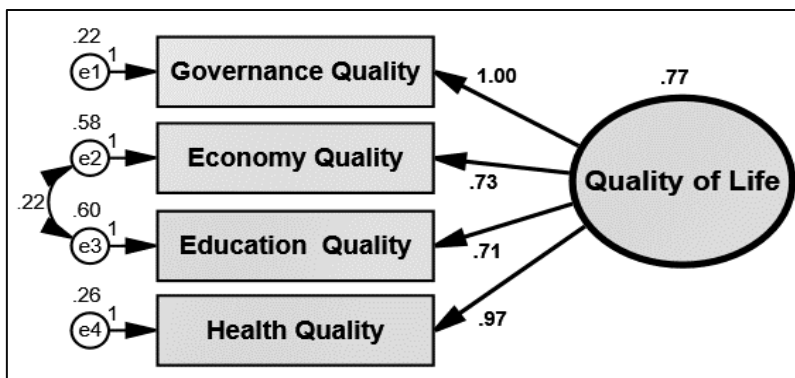 .22
1
e1
Governance Quality
1.00
.77
.58
1
e2
Economy Quality
.73
Quality of Life
.22
.60
1
e3
Education Quality
.71
.26
1
e4
Health Quality
.97